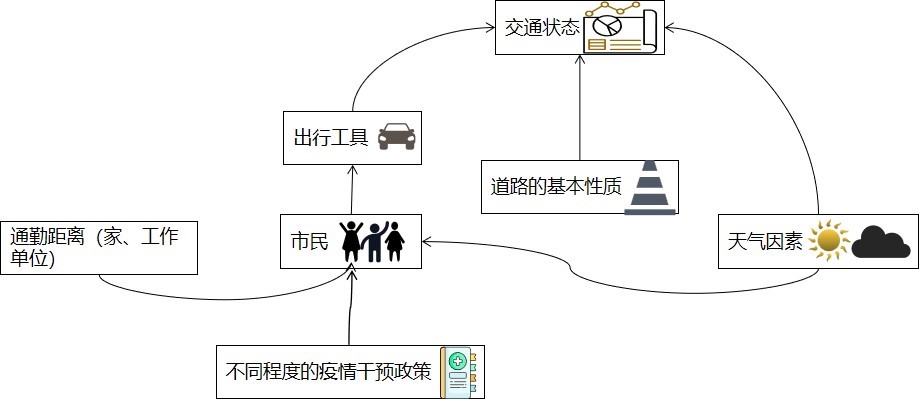 交通状态
出行工具
道路的基本性质
通勤距离（家、工作
单位）
市民
天气因素
不同程度的疫情干预政策